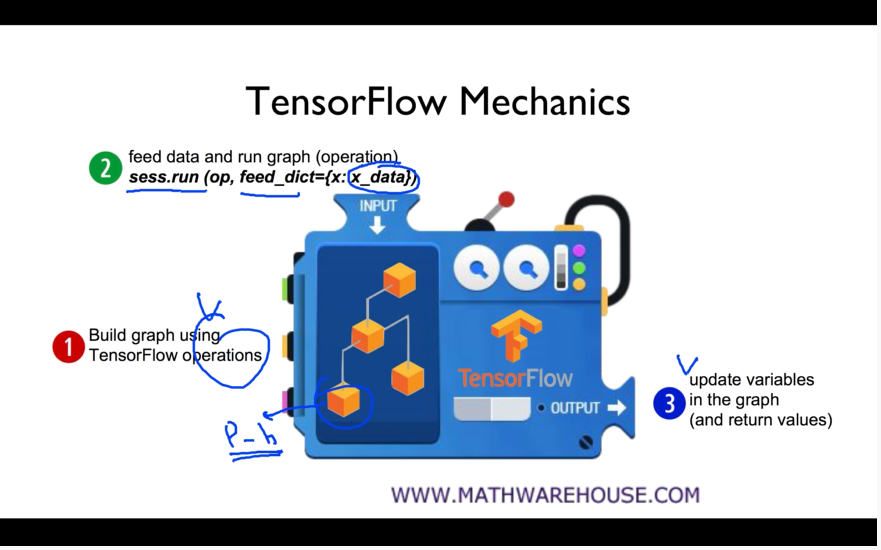 TensorFlow Mechanics
2
feed data and run graph (operation)
sess.run (op, feed_dict={x: x_data})
INPUT
1
Build graph using
TensorFlow operations
P-h
TensorFlow
OUTPUT
3
update variables
in the graph
(and return values)
WWW.MATHWAREHOUSE.COM